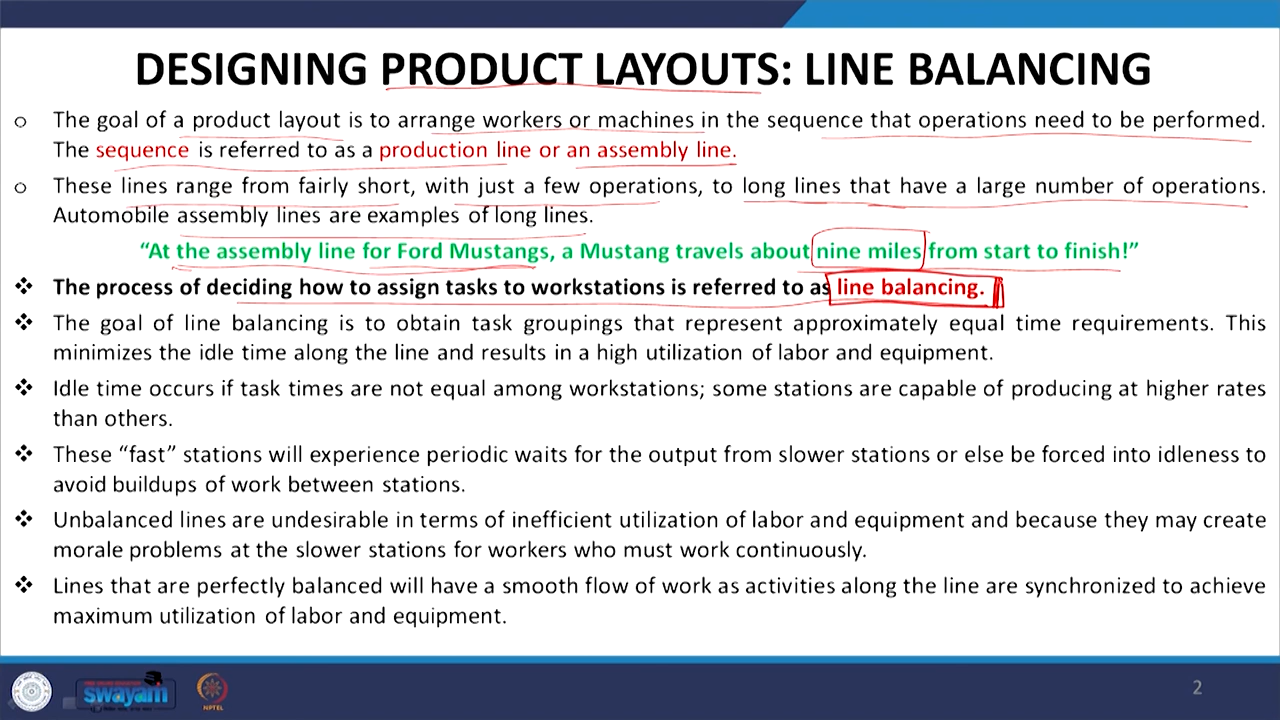 DESIGNING PRODUCT LAYOUTS: LINE BALANCING
o The goal of a product layout is to arrange workers or machines in the sequence that operations need to be performed.
The sequence is referred to as a production line or an assembly line.
o These lines range from fairly short, with just a few operations, to long lines that have a large number of operations.
Automobile assembly lines are examples of long lines.
“At the assembly line for Ford Mustangs, a Mustang travels about nine miles from start to finish!”
❖ The process of deciding how to assign tasks to workstations is referred to as line balancing.
❖ The goal of line balancing is to obtain task groupings that represent approximately equal time requirements. This
minimizes the idle time along the line and results in a high utilization of labor and equipment.
❖ Idle time occurs if task times are not equal among workstations; some stations are capable of producing at higher rates
than others.
❖ These “fast” stations will experience periodic waits for the output from slower stations or else be forced into idleness to
avoid buildups of work between stations.
❖ Unbalanced lines are undesirable in terms of inefficient utilization of labor and equipment and because they may create
morale problems at the slower stations for workers who must work continuously.
❖ Lines that are perfectly balanced will have a smooth flow of work as activities along the line are synchronized to achieve
maximum utilization of labor and equipment.
swayam
NPTEL
2